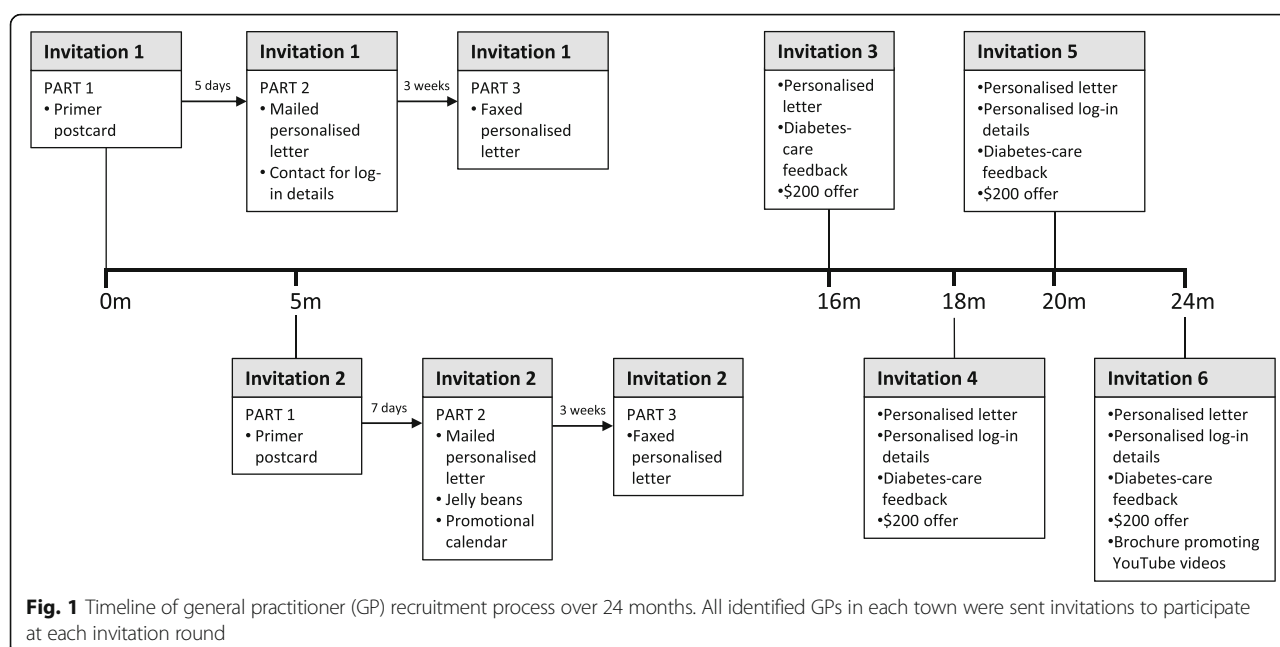 Invitation 1
PART 1
• Primer
postcard
5 days
Invitation 1
PART 2
• Mailed
personalised
letter
• Contact for log-
in details
3 weeks
Invitation 1
PART 3
• Faxed
personalised
letter
Invitation 3
•Personalised
letter
•Diabetes-
care
feedback
•$200 offer
Invitation 5
•Personalised letter
•Personalised log-in
details
•Diabetes-care
feedback
•$200 offer
0m
5m
16m
18m
20m
24m
Invitation 2
PART 1
• Primer
postcard
7 days
Invitation 2
PART 2
• Mailed
personalised
letter
• Jelly beans
• Promotional
calendar
3 weeks
Invitation 2
PART 3
•Faxed
personalised
letter
Invitation 4
•Personalised letter
•Personalised log-in
details
•Diabetes-care
feedback
•$200 offer
Invitation 6
•Personalised letter
•Personalised log-in
details
•Diabetes-care
feedback
•$200 offer
•Brochure promoting
YouTube videos
Fig. 1 Timeline of general practitioner (GP) recruitment process over 24 months. All identified GPs in each town were sent invitations to participate
at each invitation round